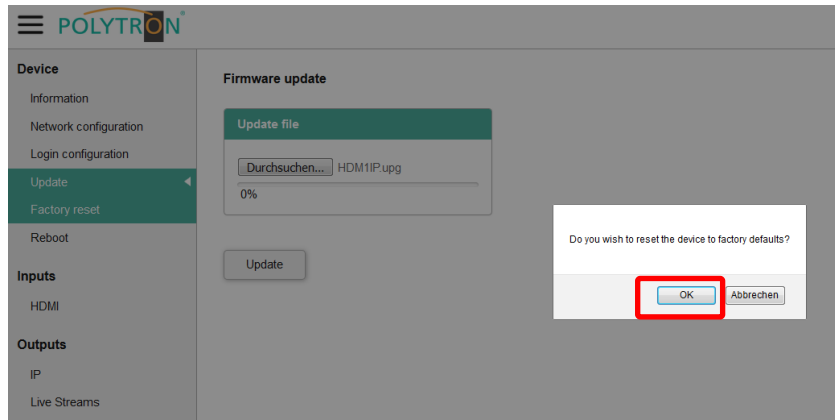 POLYTRON
Device
Information
Network configuration
Login configuration
Update
Factory reset
Reboot
Inputs
HDMI
Outputs
IP
Live Streams
Firmware update
Update file
Durchsuchen... HDM1IP.upg
0%
Update
Do you wish to reset the device to factory defaults?
OK Abbrechen